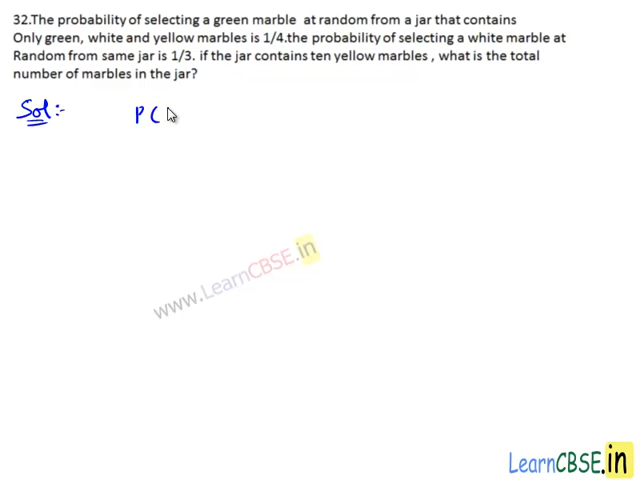 32.The probability of selecting a green marble at random from a jar that contains
Only green, white and yellow marbles is 1/4.the probability of selecting a white marble at
Random from same jar is 1/3. if the jar contains ten yellow marbles , what is the total
number of marbles in the jar?
Sol:- P(
www.LearnCBSE.in
LearnCBSE.in